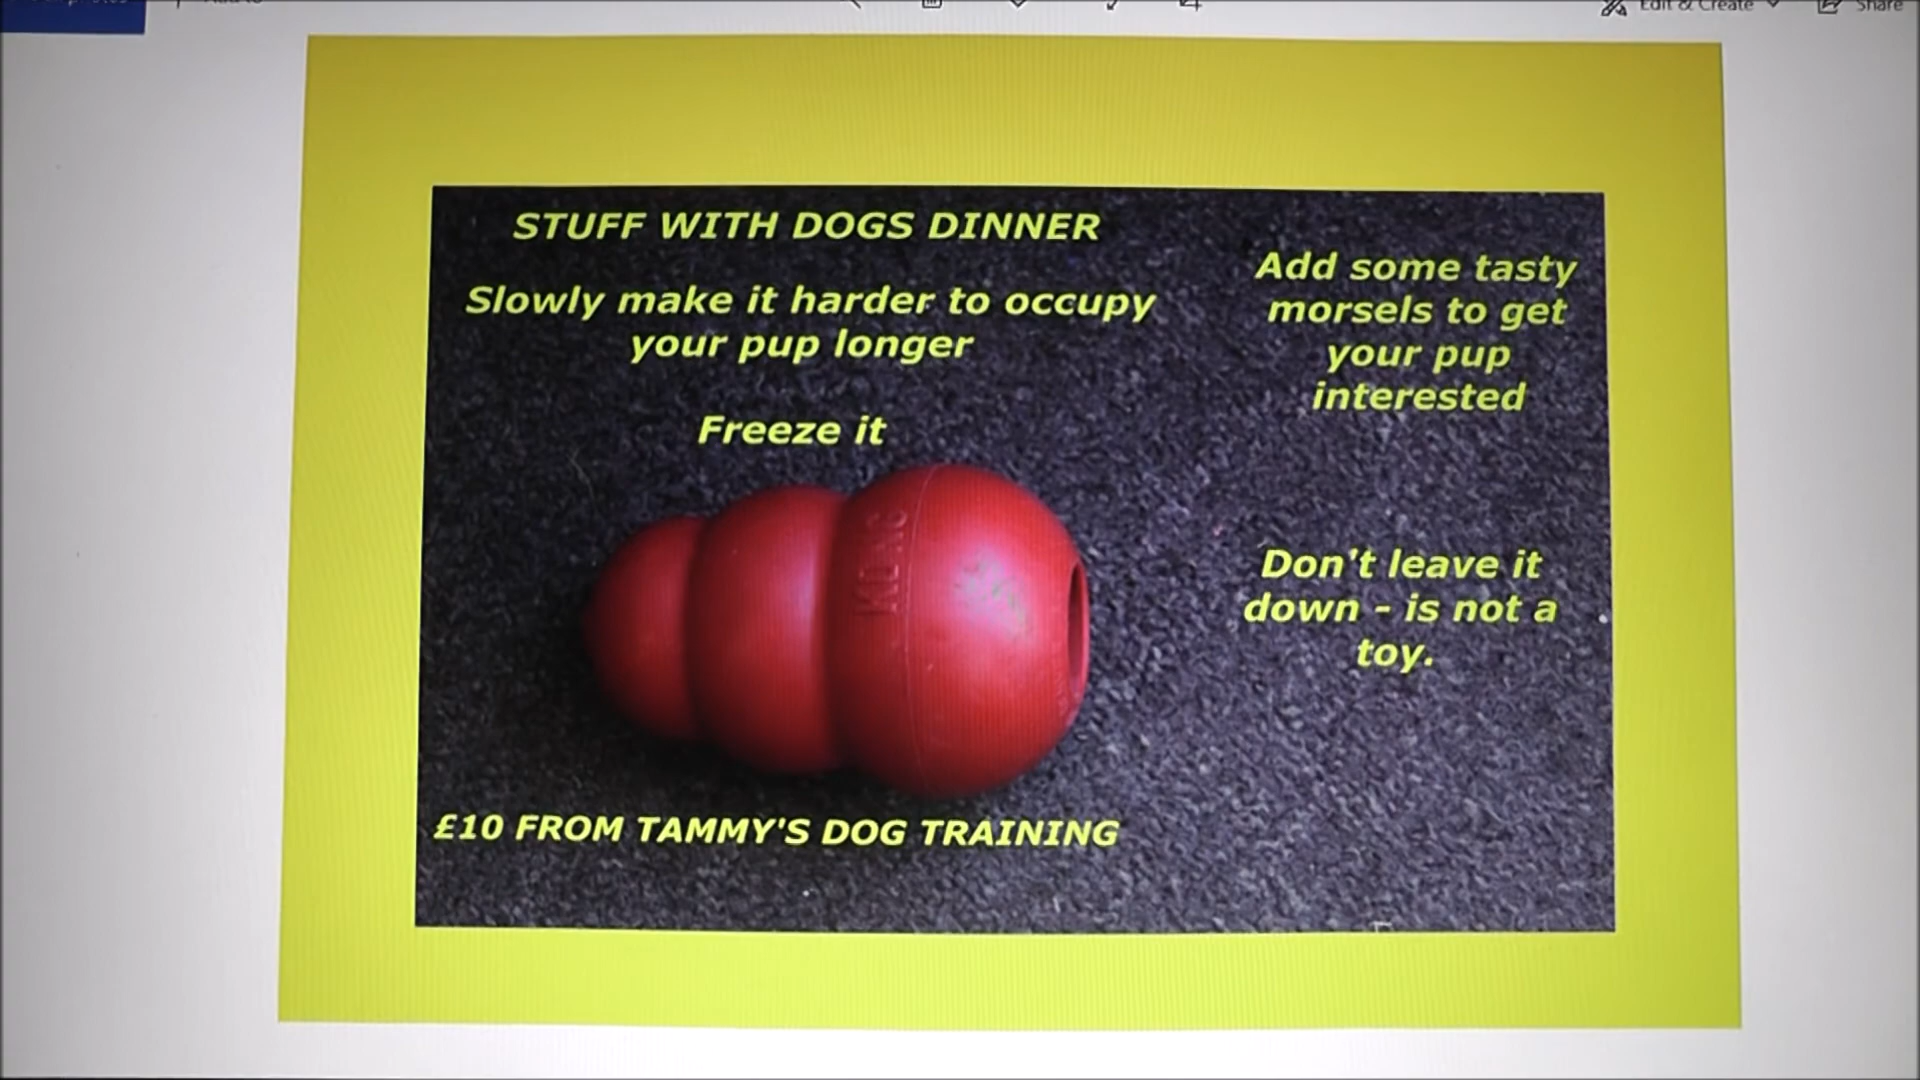 Edit & Create
Share
STUFF WITH DOGS DINNER
Slowly make it harder to occupy
your pup longer
Freeze it
Add some tasty
morsels to get
your pup
interested
KONG
Don't leave it
down - is not a
toy.
£10 FROM TAMMY'S DOG TRAINING